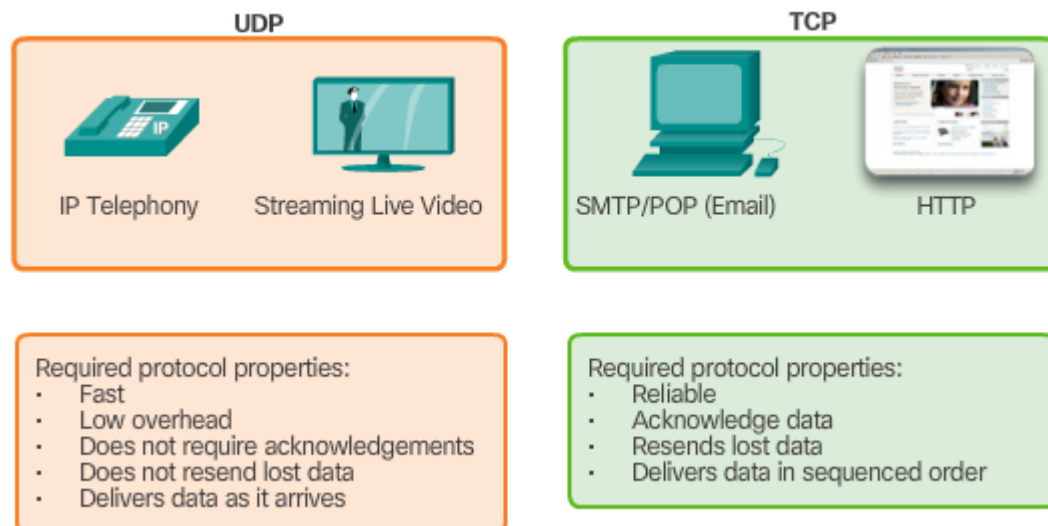 UDP
IP
IP Telephony
Streaming Live Video
TCP
SMTP/POP (Email)
HTTP
Required protocol properties:
· Fast
· Low overhead
· Does not require acknowledgements
· Does not resend lost data
· Delivers data as it arrives
Required protocol properties:
· Reliable
· Acknowledge data
· Resends lost data
· Delivers data in sequenced order